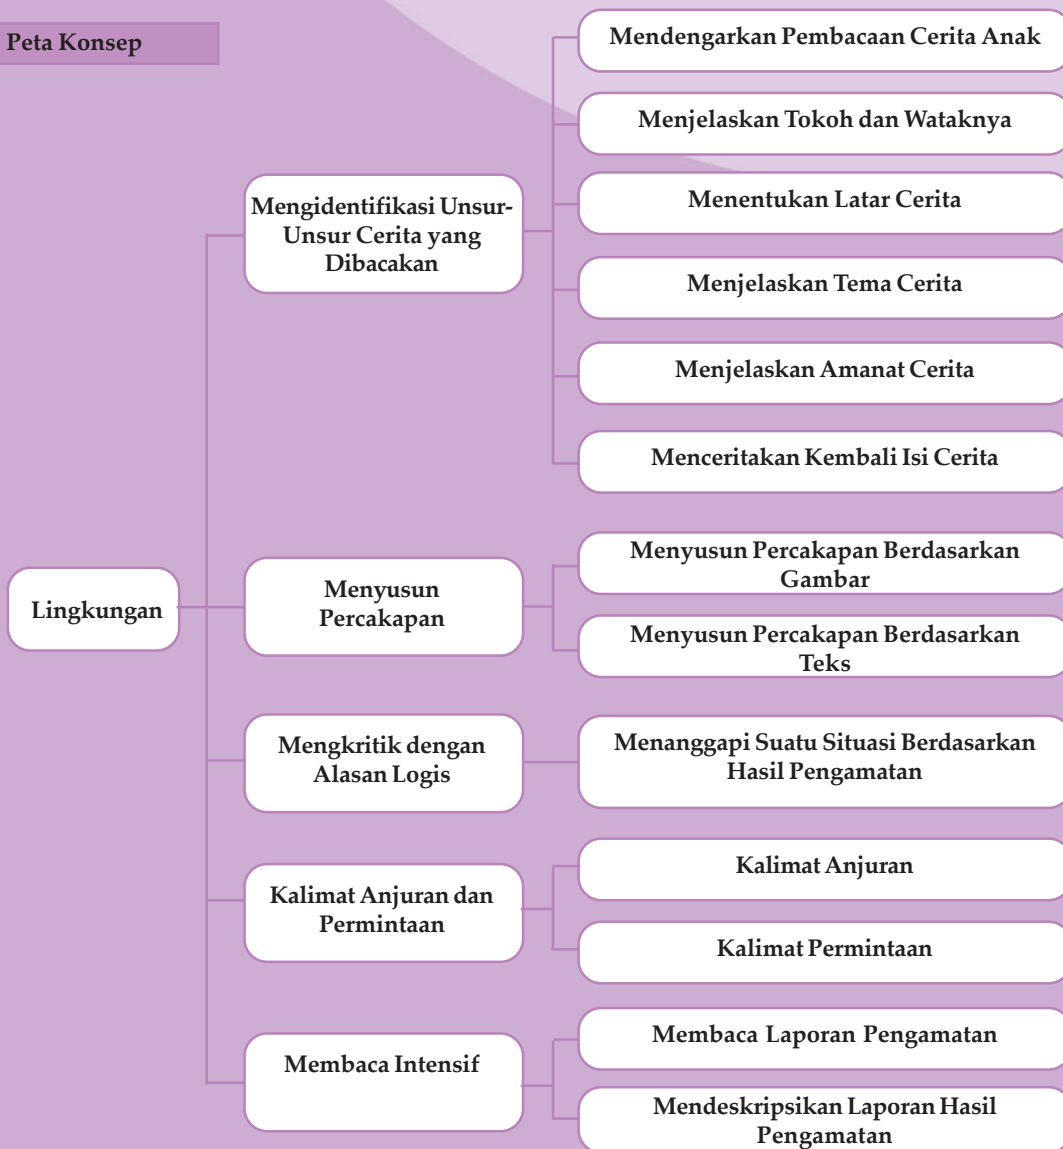 Peta Konsep
Lingkungan
Mengidentifikasi Unsur-
Unsur Cerita yang
Dibacakan
Mendengarkan Pembacaan Cerita Anak
Menjelaskan Tokoh dan Wataknya
Menentukan Latar Cerita
Menjelaskan Tema Cerita
Menjelaskan Amanat Cerita
Menceritakan Kembali Isi Cerita
Menyusun
Percakapan
Menyusun Percakapan Berdasarkan
Gambar
Menyusun Percakapan Berdasarkan
Teks
Mengkritik dengan
Alasan Logis
Menanggapi Suatu Situasi Berdasarkan
Hasil Pengamatan
Kalimat Anjuran dan
Permintaan
Kalimat Anjuran
Kalimat Permintaan
Membaca Intensif
Membaca Laporan Pengamatan
Mendeskripsikan Laporan Hasil
Pengamatan